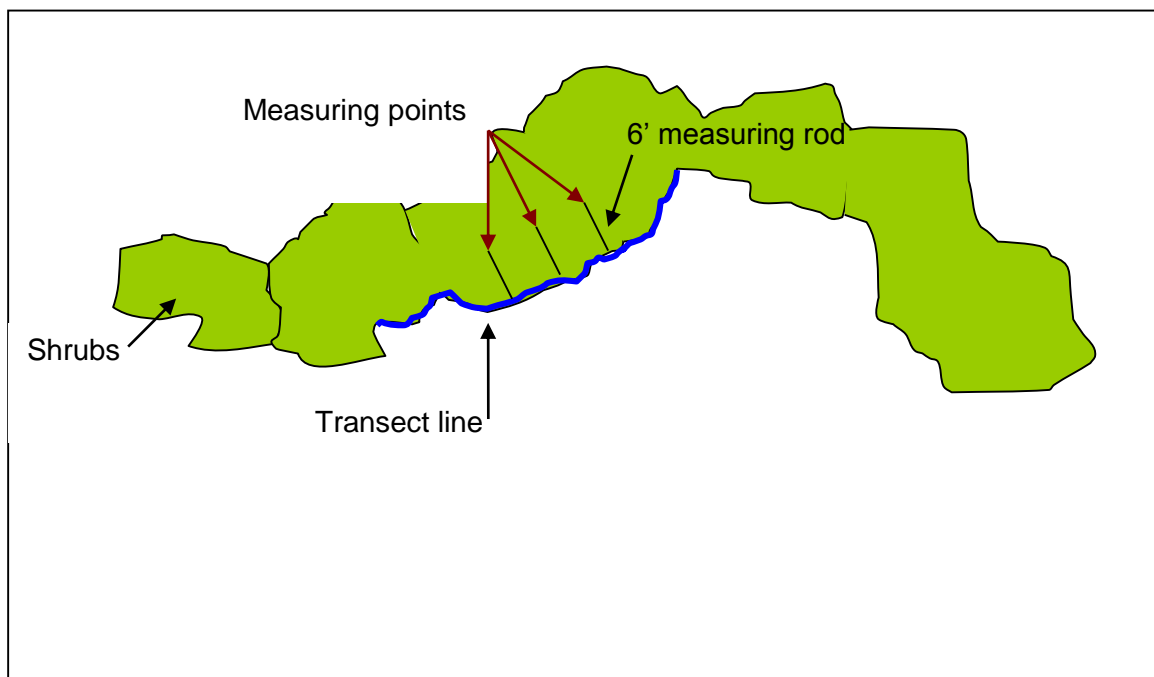 Measuring points
6’ measuring rod
Shrubs
Transect line